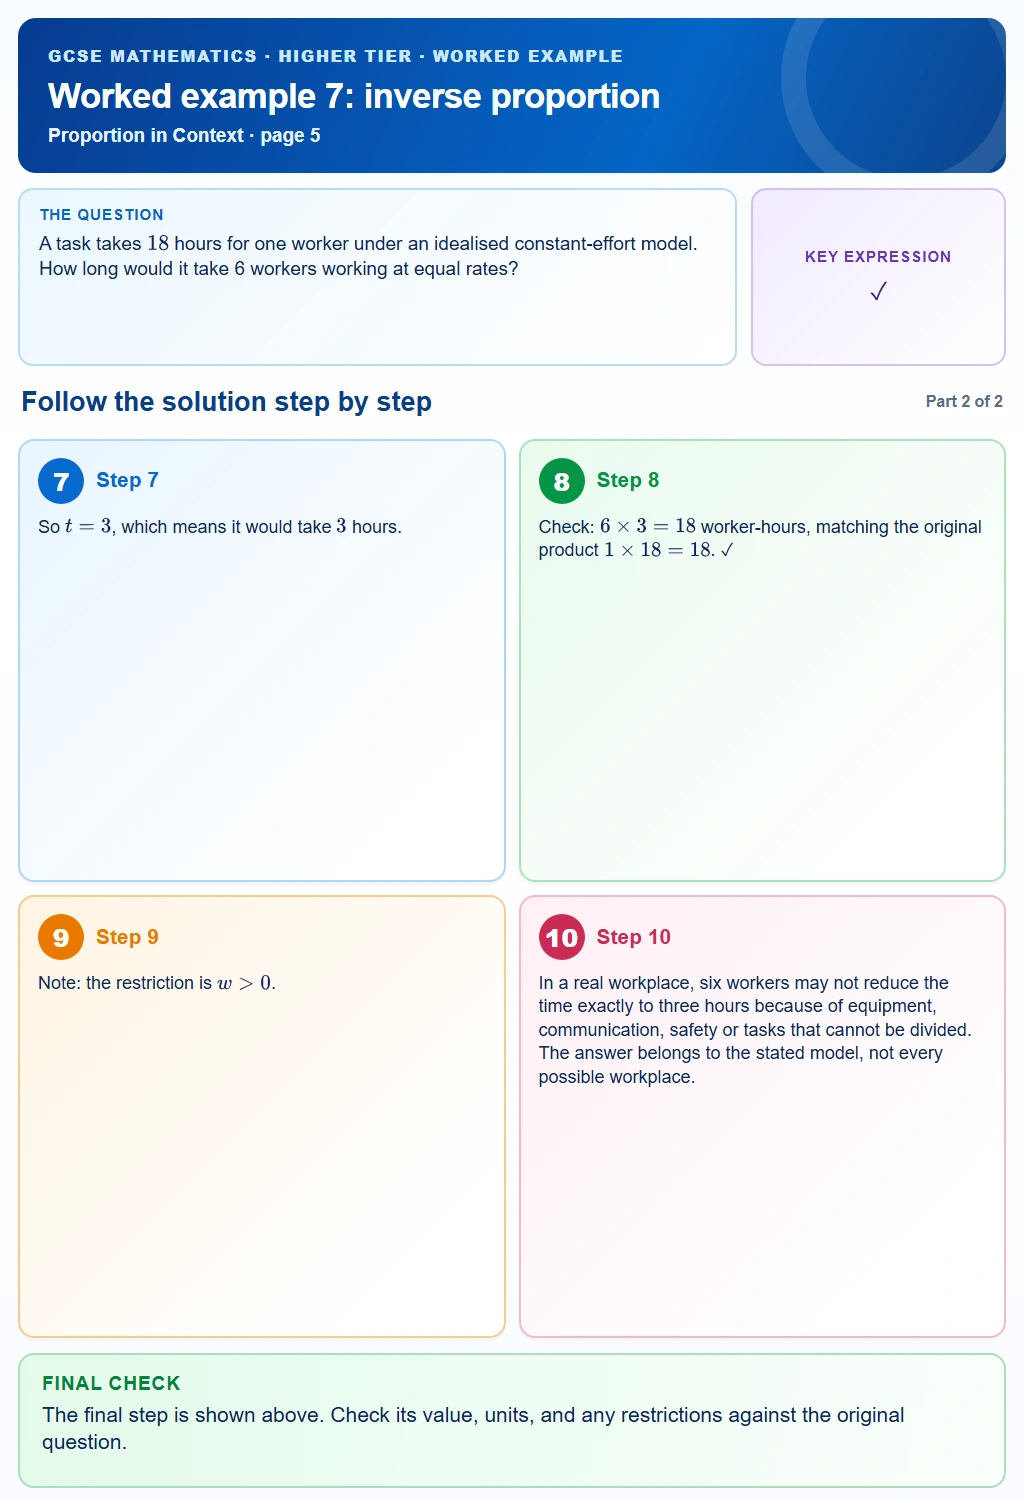 GCSE MATHEMATICS · HIGHER TIER · WORKED EXAMPLE
Worked example 7: inverse proportion
Proportion in Context · page 5
THE QUESTION
A task takes 18 hours for one worker under an idealised constant-effort model.
How long would it take 6 workers working at equal rates?
KEY EXPRESSION
✓
Follow the solution step by step
Part 2 of 2
7 Step 7
So t = 3, which means it would take 3 hours.
8 Step 8
Check: 6 × 3 = 18 worker-hours, matching the original
product 1 × 18 = 18. ✓
9 Step 9
Note: the restriction is w > 0.
10 Step 10
In a real workplace, six workers may not reduce the
time exactly to three hours because of equipment,
communication, safety or tasks that cannot be divided.
The answer belongs to the stated model, not every
possible workplace.
FINAL CHECK
The final step is shown above. Check its value, units, and any restrictions against the original
question.